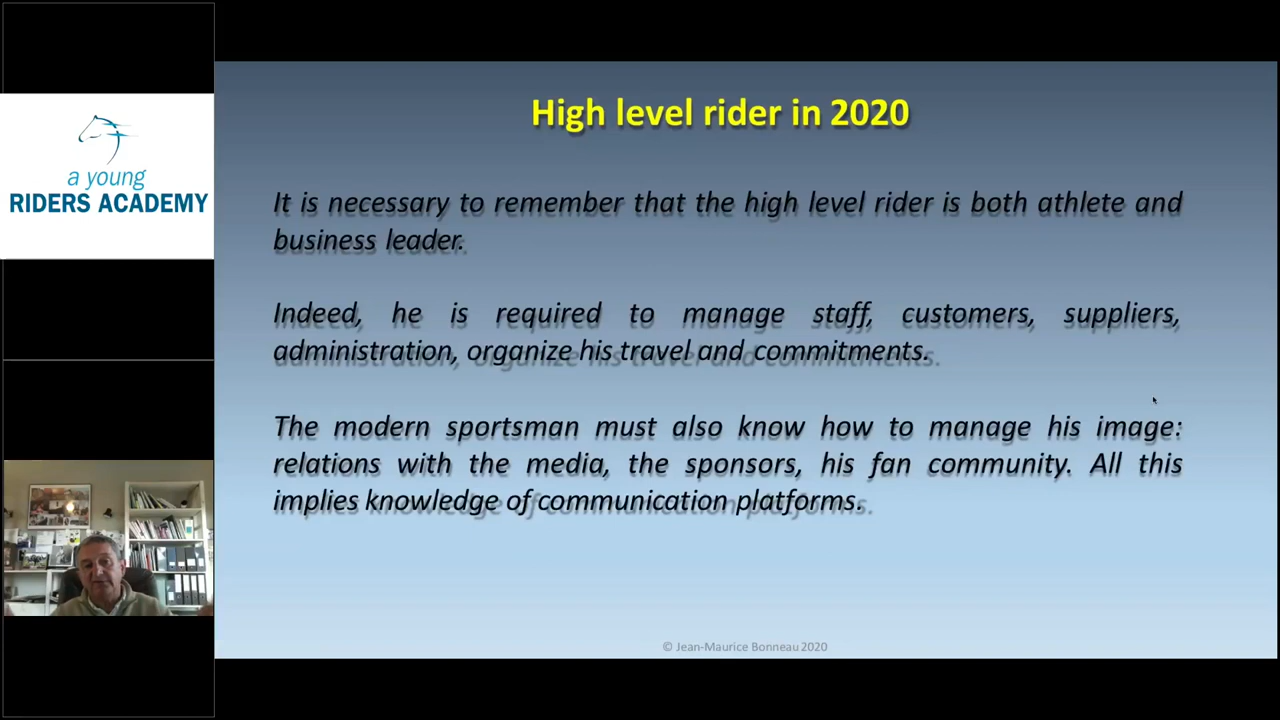 a young
RIDERS ACADEMY
High level rider in 2020
It is necessary to remember that the high level rider is both athlete and
business leader.
Indeed, he is required to manage staff, customers, suppliers,
administration, organize his travel and commitments.
The modern sportsman must also know how to manage his image:
relations with the media, the sponsors, his fan community. All this
implies knowledge of communication platforms.
© Jean-Maurice Bonneau 2020